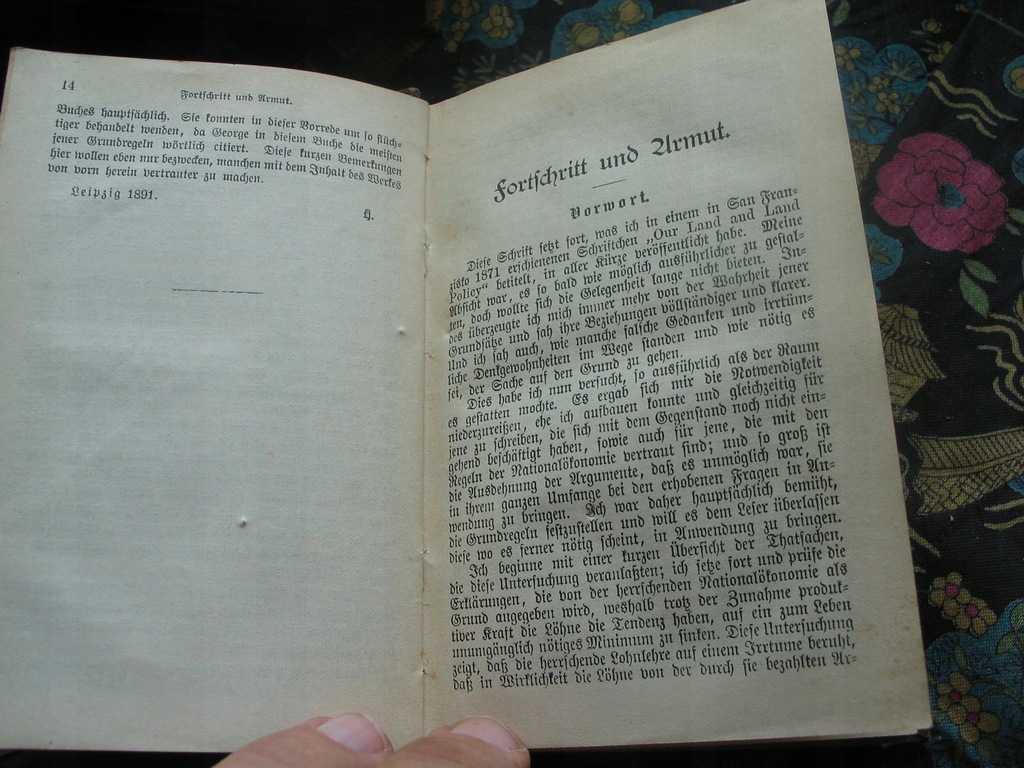 14
Fortschritt und Armut.
Buches hauptsächlich. Sie konnten in dieser Vorrede um so flüch-
tiger behandelt wenden, da George in diesem Buche die meisten
jener Grundregeln wörtlich citiert. Diese kurzen Bemerkungen
hier wollen eben nur bezwecken, manchen mit dem Inhalt des Werkes
von vorn herein vertrauter zu machen.
Leipzig 1891.
H.
Fortschritt und Armut.
Vorwort.
Diese Schrift setzt fort, was ich in einem in San Fran-
zisko 1871 erschienenen Schriftchen „Our Land and Land
Policy“ betitelt, in aller Kürze veröffentlicht habe. Meine
Absicht war, es so bald wie möglich ausführlicher zu gestal-
ten, doch wollte sich die Gelegenheit lange nicht bieten. In-
des überzeugte ich mich immer mehr von der Wahrheit jener
Grundsätze und sah ihre Beziehungen vollständiger und klarer.
Und ich sah auch, wie manche falsche Gedanken und irrtüm-
liche Denkgewohnheiten im Wege standen und wie nötig es
sei, der Sache auf den Grund zu gehen.
Dies habe ich nun versucht, so ausführlich als der Raum
es gestatten mochte. Es ergab sich mir die Notwendigkeit
niederzureißen, ehe ich aufbauen konnte und gleichzeitig für
jene zu schreiben, die sich mit dem Gegenstand noch nicht ein-
gehend beschäftigt haben, sowie auch für jene, die mit den
Regeln der Nationalökonomie vertraut sind; und so groß ist
die Ausdehnung der Argumente, daß es unmöglich war, sie
in ihrem ganzen Umfange bei den erhobenen Fragen in An-
wendung zu bringen. Ich war daher hauptsächlich bemüht,
die Grundregeln festzustellen und will es dem Leser überlassen
diese wo es ferner nötig scheint, in Anwendung zu bringen.
Ich beginne mit einer kurzen Übersicht der Thatsachen,
die diese Untersuchung veranlaßten; ich setze fort und prüfe die
Erklärungen, die von der herrschenden Nationalökonomie als
Grund angegeben wird, weshalb trotz der Zunahme produk-
tiver Kraft die Löhne die Tendenz haben, auf ein zum Leben
unumgänglich nötiges Minimum zu sinken. Diese Untersuchung
zeigt, daß die herrschende Lohnlehre auf einem Irrtume beruht,
daß in Wirklichkeit die Löhne von der durch sie bezahlten Ar-